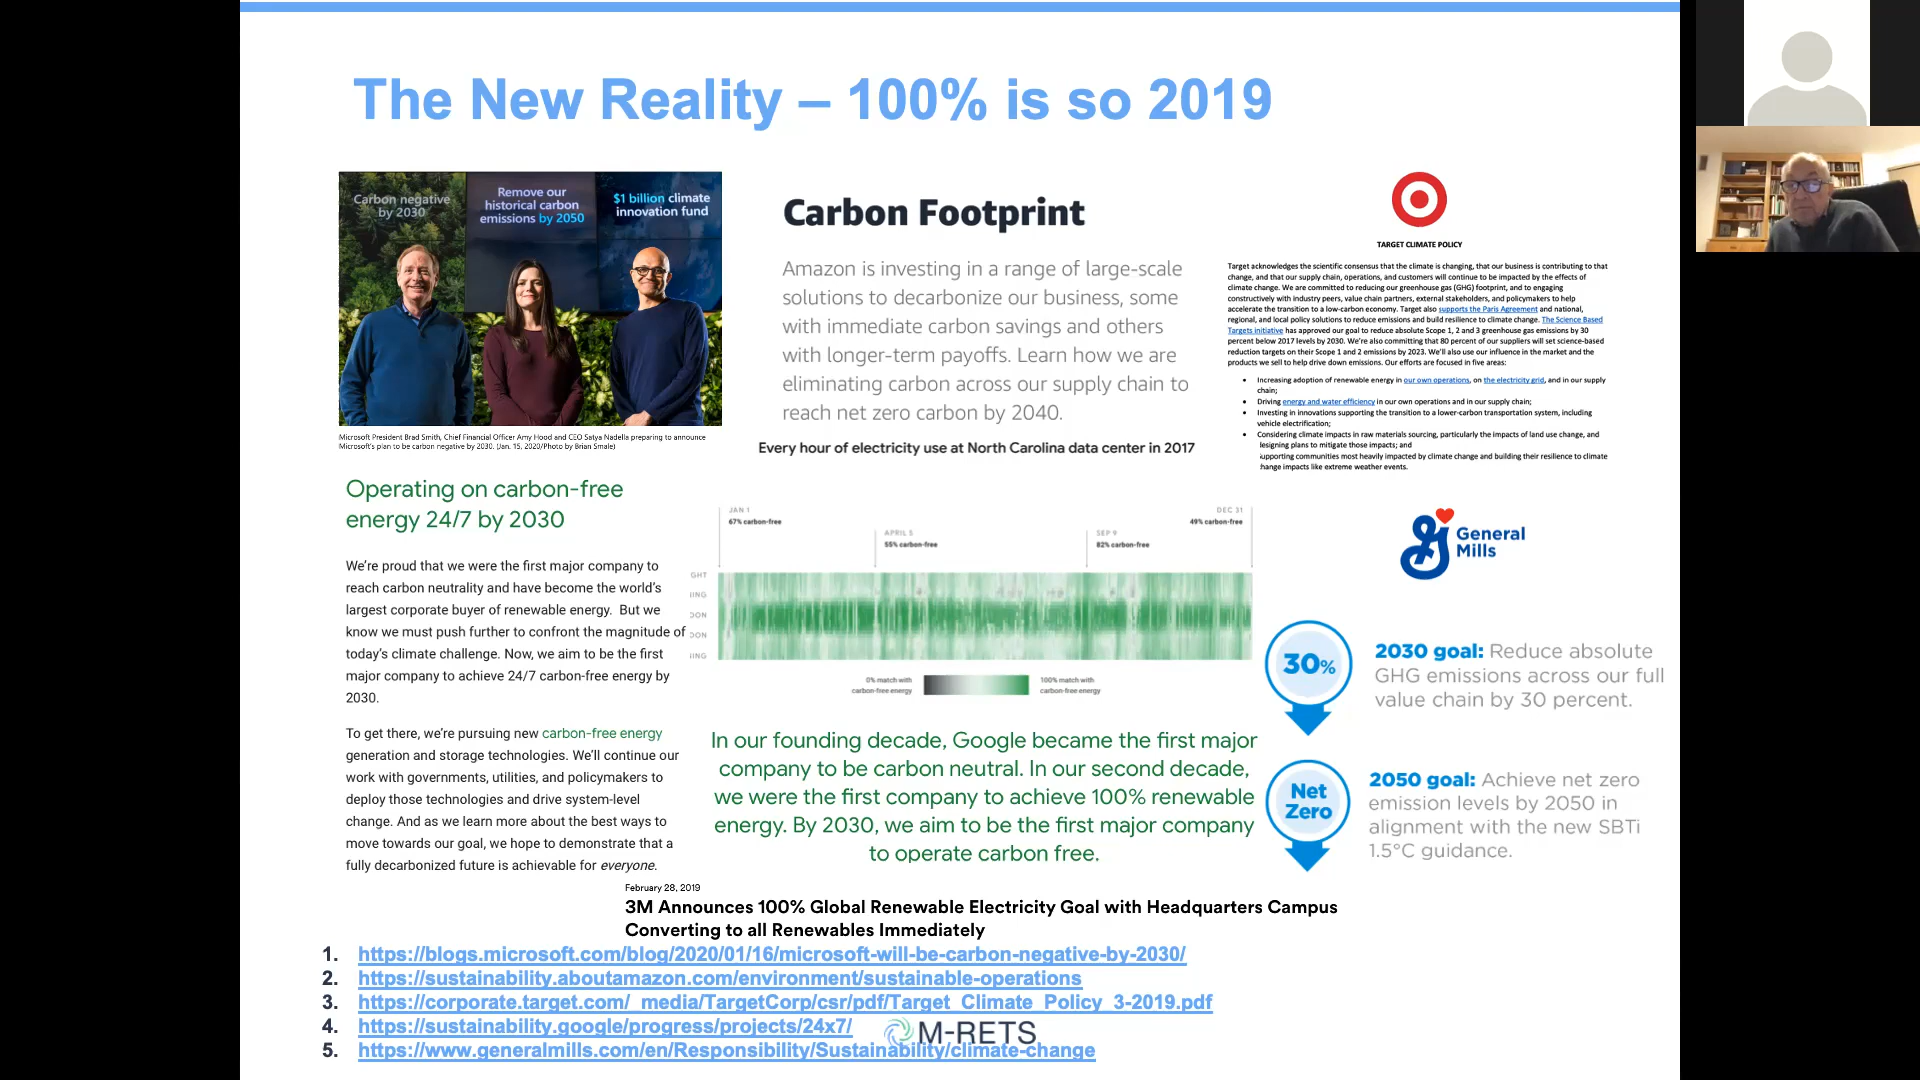 The New Reality – 100% is so 2019
Carbon negative
by 2030
Remove our
historical carbon
emissions by 2050
$1 billion climate
innovation fund
Microsoft President Brad Smith, Chief Financial Officer Amy Hood and CEO Satya Nadella preparing to announce
Microsoft's plan to be carbon negative by 2030. (Jan. 15, 2020/Photo by Brian Smale)
Carbon Footprint
Amazon is investing in a range of large-scale
solutions to decarbonize our business, some
with immediate carbon savings and others
with longer-term payoffs. Learn how we are
eliminating carbon across our supply chain to
reach net zero carbon by 2040.
TARGET CLIMATE POLICY
Target acknowledges the scientific consensus that the climate is changing, that our business is contributing to that
change, and that our supply chain, operations, and customers will continue to be impacted by the effects of
climate change. We are committed to reducing our greenhouse gas (GHG) footprint, and to engaging
constructively with industry peers, value chain partners, external stakeholders, and policymakers to help
accelerate the transition to a low-carbon economy. Target also supports the Paris Agreement and national,
regional, and local policy solutions to reduce emissions and build resilience to climate change. The Science Based
Targets initiative has approved our goal to reduce absolute Scope 1, 2 and 3 greenhouse gas emissions by 30
percent below 2017 levels by 2030. We're also committing that 80 percent of our suppliers will set science-based
reduction targets on their Scope 1 and 2 emissions by 2023. We'll also use our influence in the market and the
products we sell to help drive down emissions. Our efforts are focused in five areas:
• Increasing adoption of renewable energy in our own operations, on the electricity grid, and in our supply
chain;
• Driving energy and water efficiency in our own operations and in our supply chain;
• Investing in innovations supporting the transition to a lower-carbon transportation system, including
vehicle electrification;
• Considering climate impacts in raw materials sourcing, particularly the impacts of land use change, and
lesigning plans to mitigate those impacts; and
upporting communities most heavily impacted by climate change and building their resilience to climate
hange impacts like extreme weather events.
Operating on carbon-free
energy 24/7 by 2030
We're proud that we were the first major company to
reach carbon neutrality and have become the world's
largest corporate buyer of renewable energy. But we
know we must push further to confront the magnitude of
today's climate challenge. Now, we aim to be the first
major company to achieve 24/7 carbon-free energy by
2030.
To get there, we're pursuing new carbon-free energy
generation and storage technologies. We'll continue our
work with governments, utilities, and policymakers to
deploy those technologies and drive system-level
change. And as we learn more about the best ways to
move towards our goal, we hope to demonstrate that a
fully decarbonized future is achievable for everyone.
Every hour of electricity use at North Carolina data center in 2017
JAN 1
67% carbon-free
APRIL 5
55% carbon-free
SEP 9
82% carbon-free
DEC 31
49% carbon-free
GHT
ING
OON
OON
ING
0% match with
carbon-free energy
100% match with
carbon-free energy
In our founding decade, Google became the first major
company to be carbon neutral. In our second decade,
we were the first company to achieve 100% renewable
energy. By 2030, we aim to be the first major company
to operate carbon free.
General
Mills
30%
2030 goal: Reduce absolute
GHG emissions across our full
value chain by 30 percent.
Net
Zero
2050 goal: Achieve net zero
emission levels by 2050 in
alignment with the new SBTi
1.5°C guidance.
February 28, 2019
3M Announces 100% Global Renewable Electricity Goal with Headquarters Campus
Converting to all Renewables Immediately
1. https://blogs.microsoft.com/blog/2020/01/16/microsoft-will-be-carbon-negative-by-2030/
2. https://sustainability.aboutamazon.com/environment/sustainable-operations
3. https://corporate.target.com/_media/TargetCorp/csr/pdf/Target_Climate_Policy_3-2019.pdf
4. https://sustainability.google/progress/projects/24x7/
M-RETS
5. https://www.generalmills.com/en/Responsibility/Sustainability/climate-change